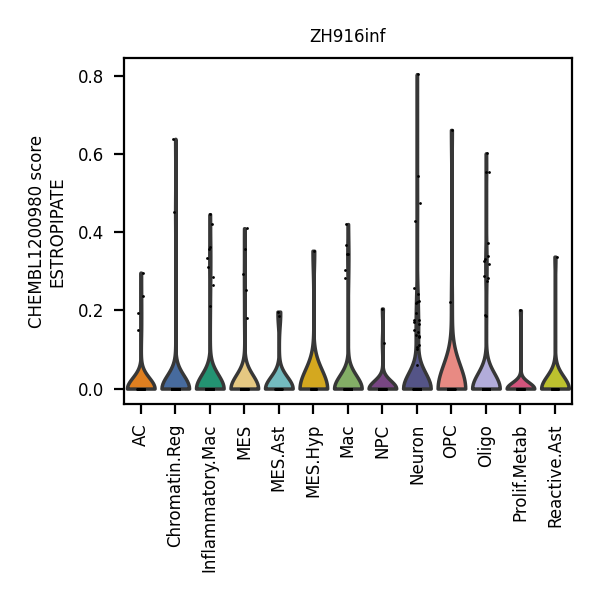 ZH916inf
CHEMBL1200980 score
ESTROPIPATE
0.8
0.6
0.4
0.2
0.0
AC
Chromatin.Reg
Inflammatory.Mac
MES
MES.Ast
MES.Hyp
Mac
NPC
Neuron
OPC
Oligo
Prolif.Metab
Reactive.Ast